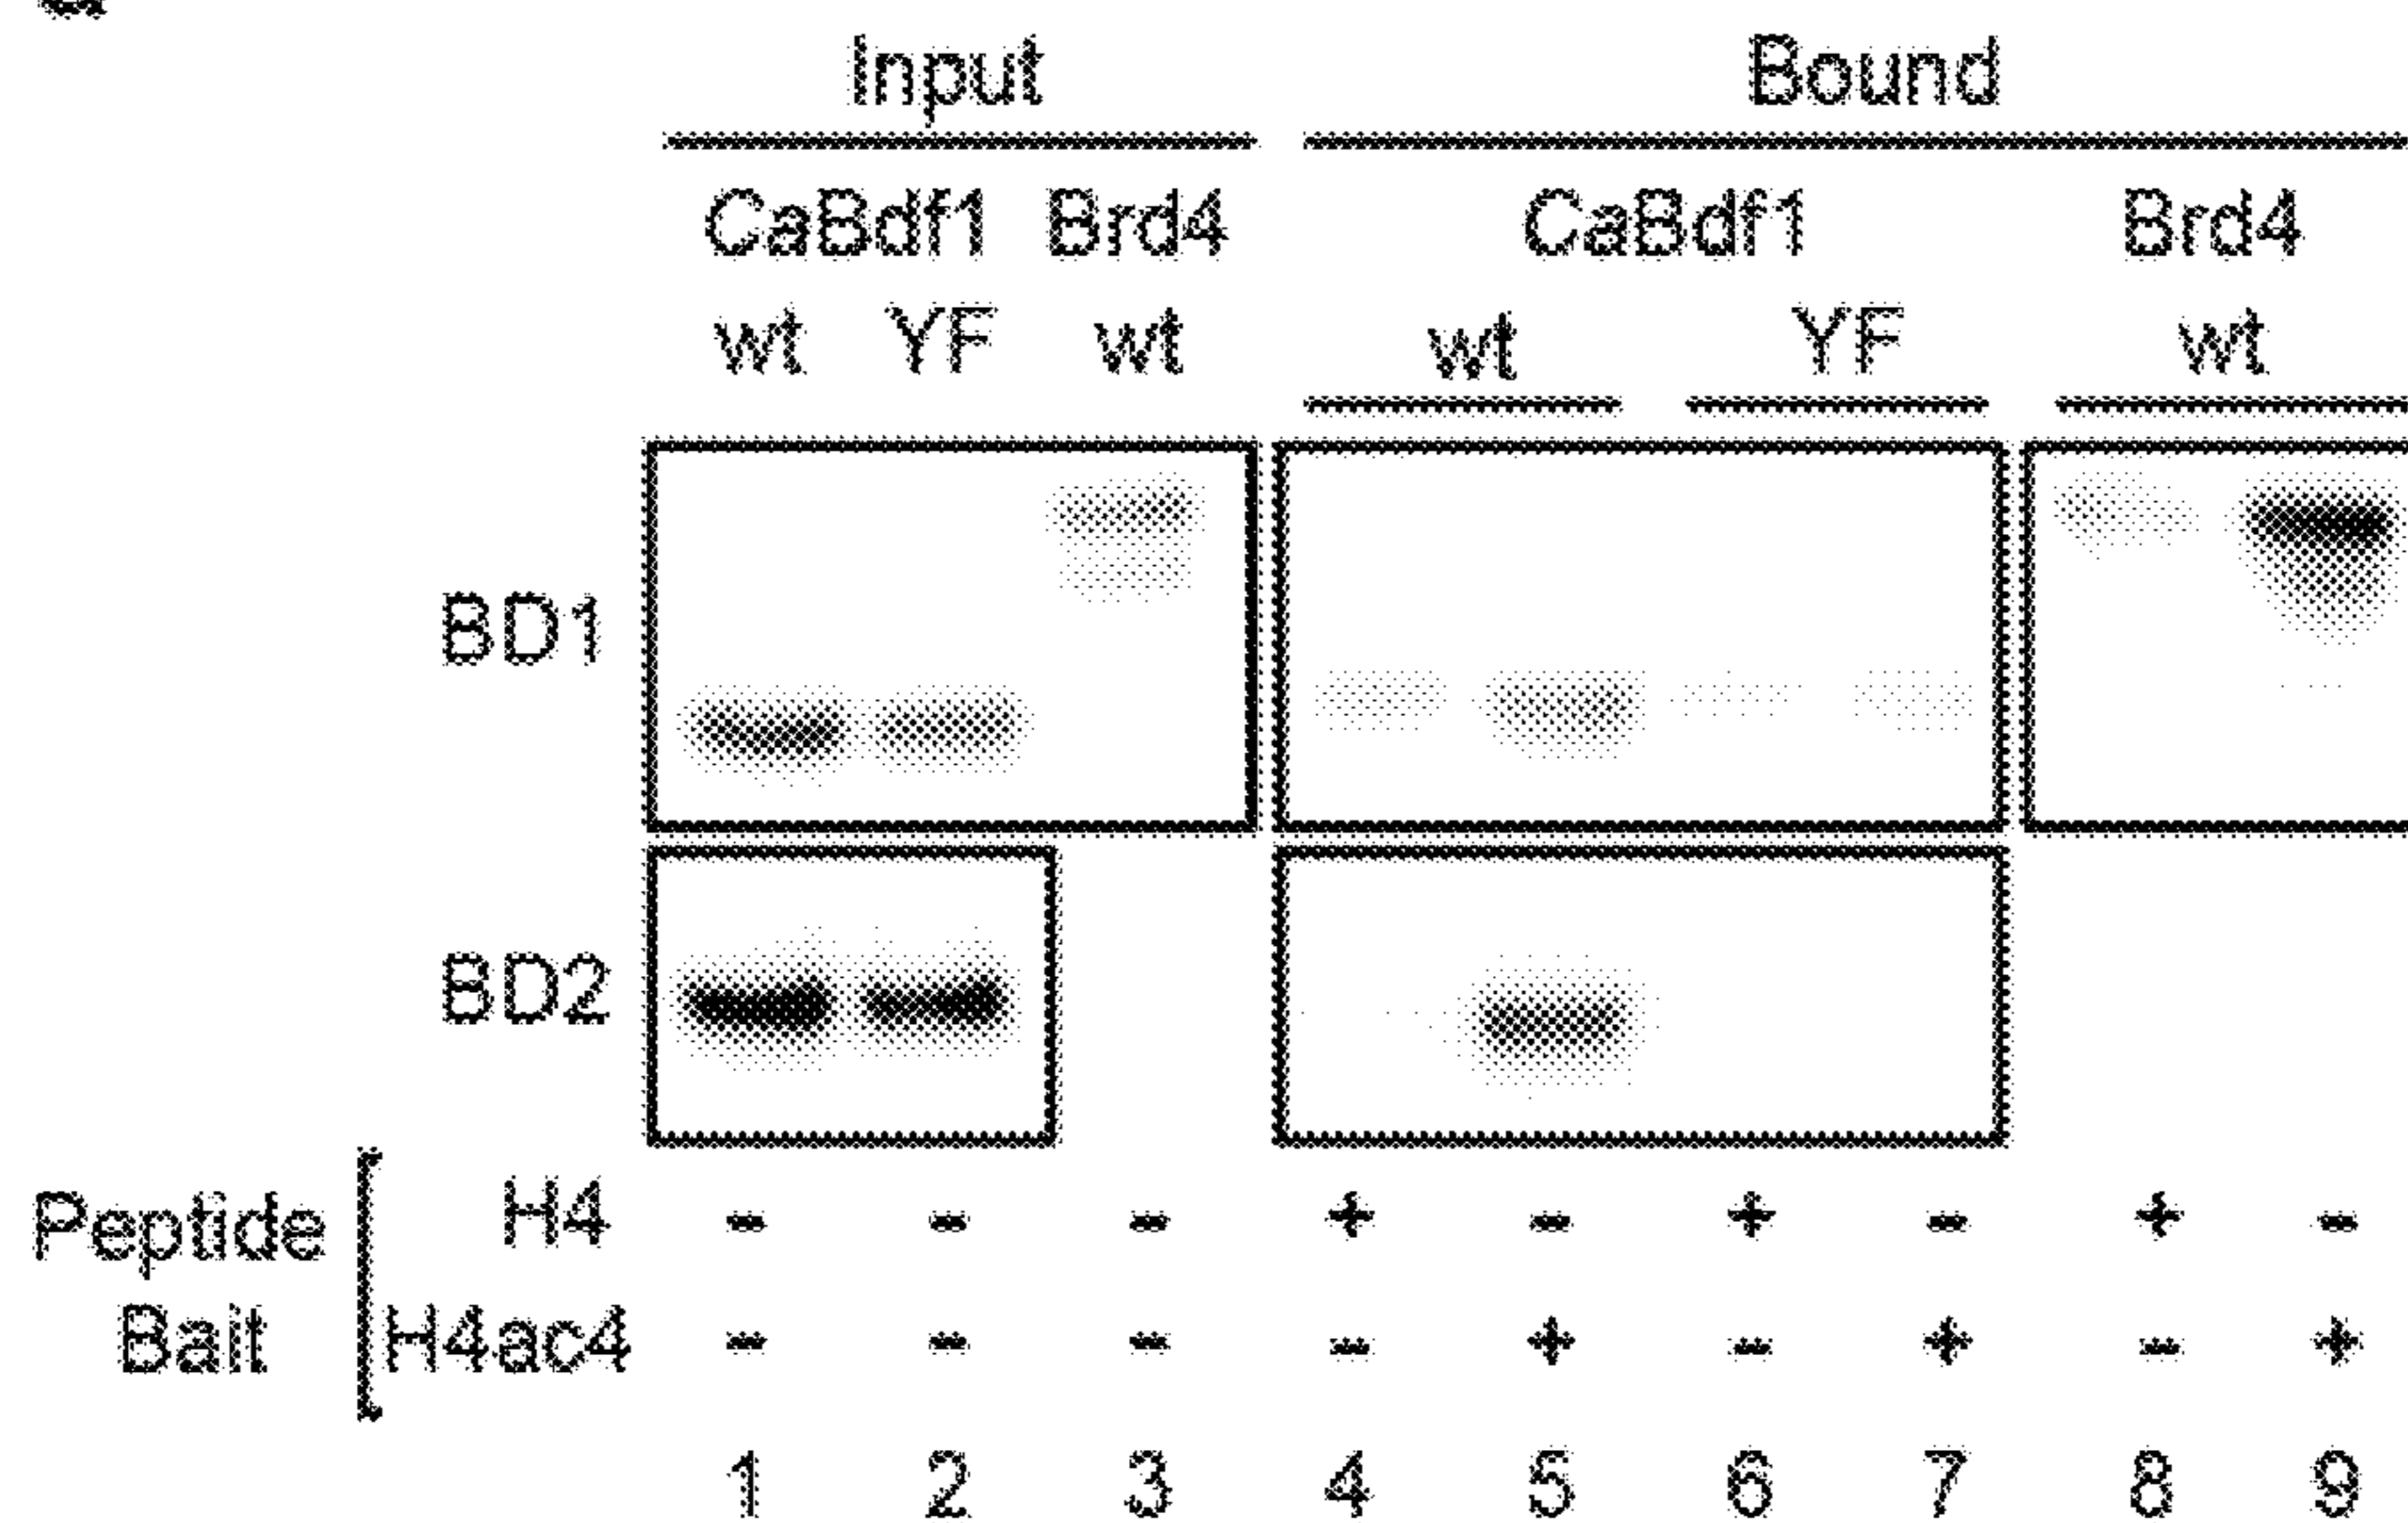 Input Bound
CaBdf1 Brd4 CaBdf1 Brd4
wt YF wt wt YF wt
BD1
BD2
Peptide Bait
H4 - - - + - + - + -
H4ac4 - - - - + - + - +
1 2 3 4 5 6 7 8 9